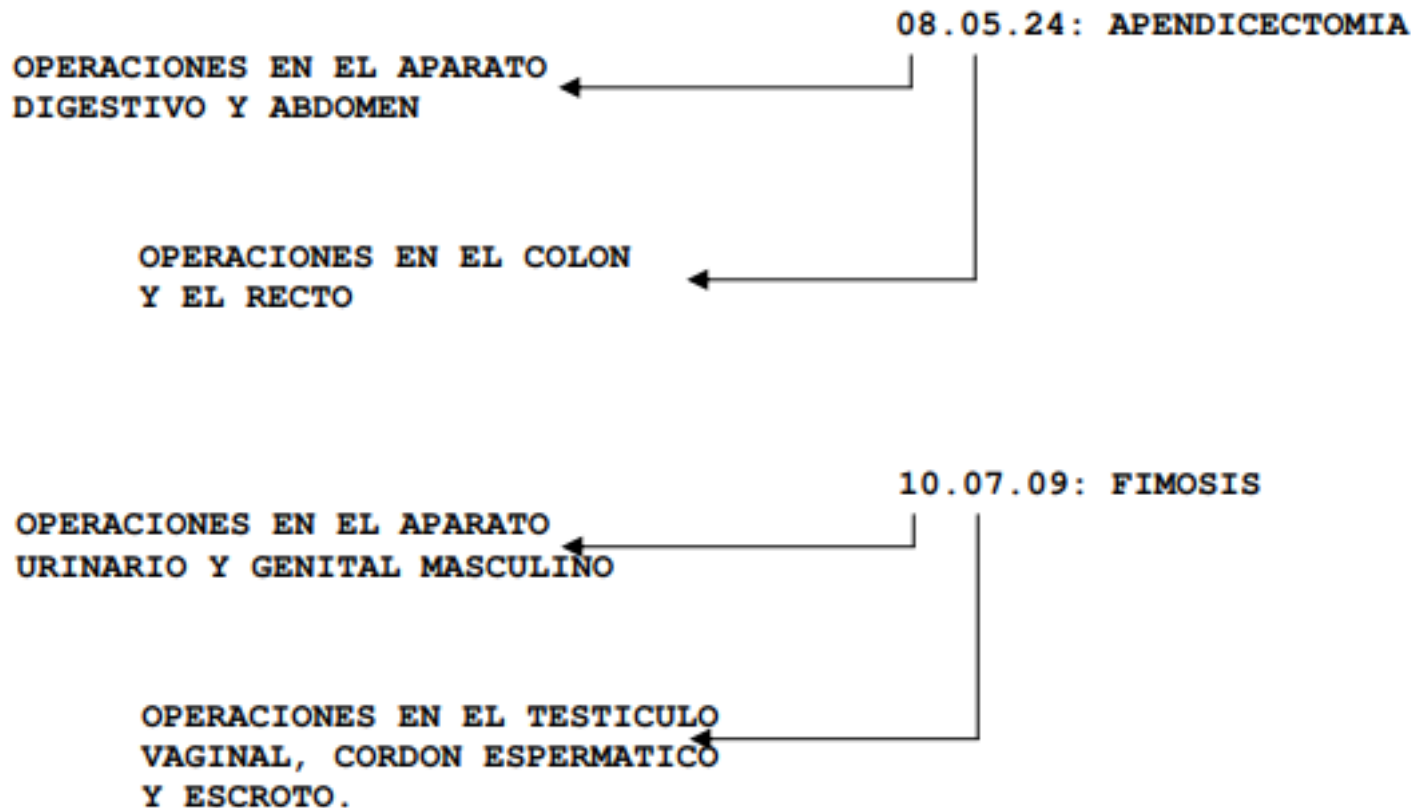 08.05.24: APENDICECTOMIA
OPERACIONES EN EL APARATO
DIGESTIVO Y ABDOMEN
OPERACIONES EN EL COLON
Y EL RECTO
10.07.09: FIMOSIS
OPERACIONES EN EL APARATO
URINARIO Y GENITAL MASCULINO
OPERACIONES EN EL TESTICULO
VAGINAL, CORDON ESPERMATICO
Y ESCROTO.